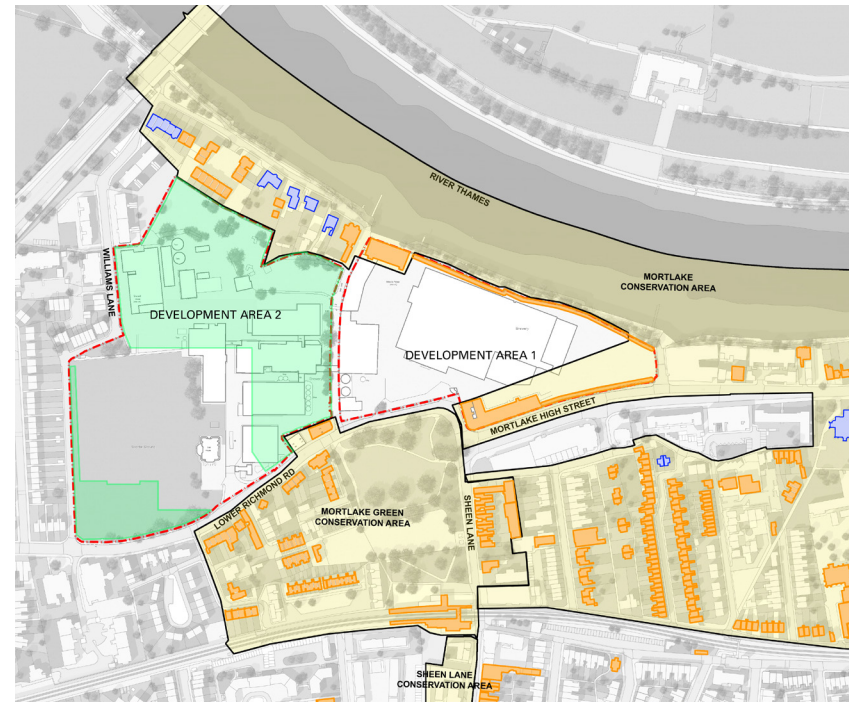 RIVER THAMES
MORTLAKE
CONSERVATION AREA
WILLIAMS LANE
DEVELOPMENT AREA 2
DEVELOPMENT AREA 1
MORTLAKE HIGH STREET
LOWER RICHMOND RD
MORTLAKE GREEN
CONSERVATION AREA
SHEEN LANE
SHEEN LANE
CONSERVATION AREA